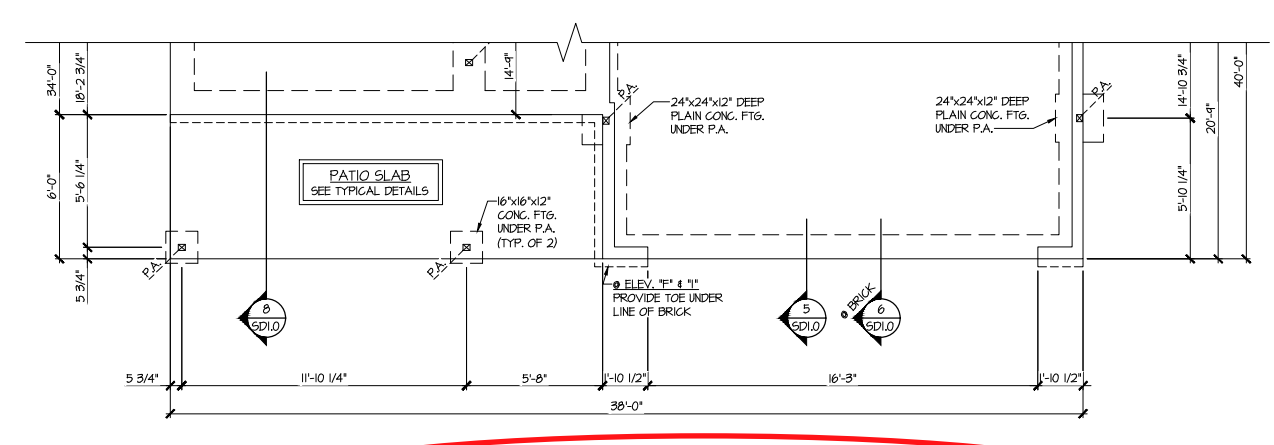 34'-0"
18'-2 3/4"
14'-9"
P.A.
24"x24"x12" DEEP
PLAIN CONC. FTG.
UNDER P.A.
24"x24"x12" DEEP
PLAIN CONC. FTG.
UNDER P.A.
P.A.
14'-10 3/4"
20'-9"
40'-0"
6'-0"
5'-6 1/4"
PATIO SLAB
SEE TYPICAL DETAILS
16"x16"x12"
CONC. FTG.
UNDER P.A.
(TYP. OF 2)
5'-10 1/4"
P.A.
P.A.
5 3/4"
@ ELEV. "F" & "I"
PROVIDE TOE UNDER
LINE OF BRICK
8
SD1.0
5
SD1.0
@ BRICK
6
SD1.0
5 3/4"
11'-10 1/4"
5'-8"
1'-10 1/2"
16'-3"
1'-10 1/2"
38'-0"